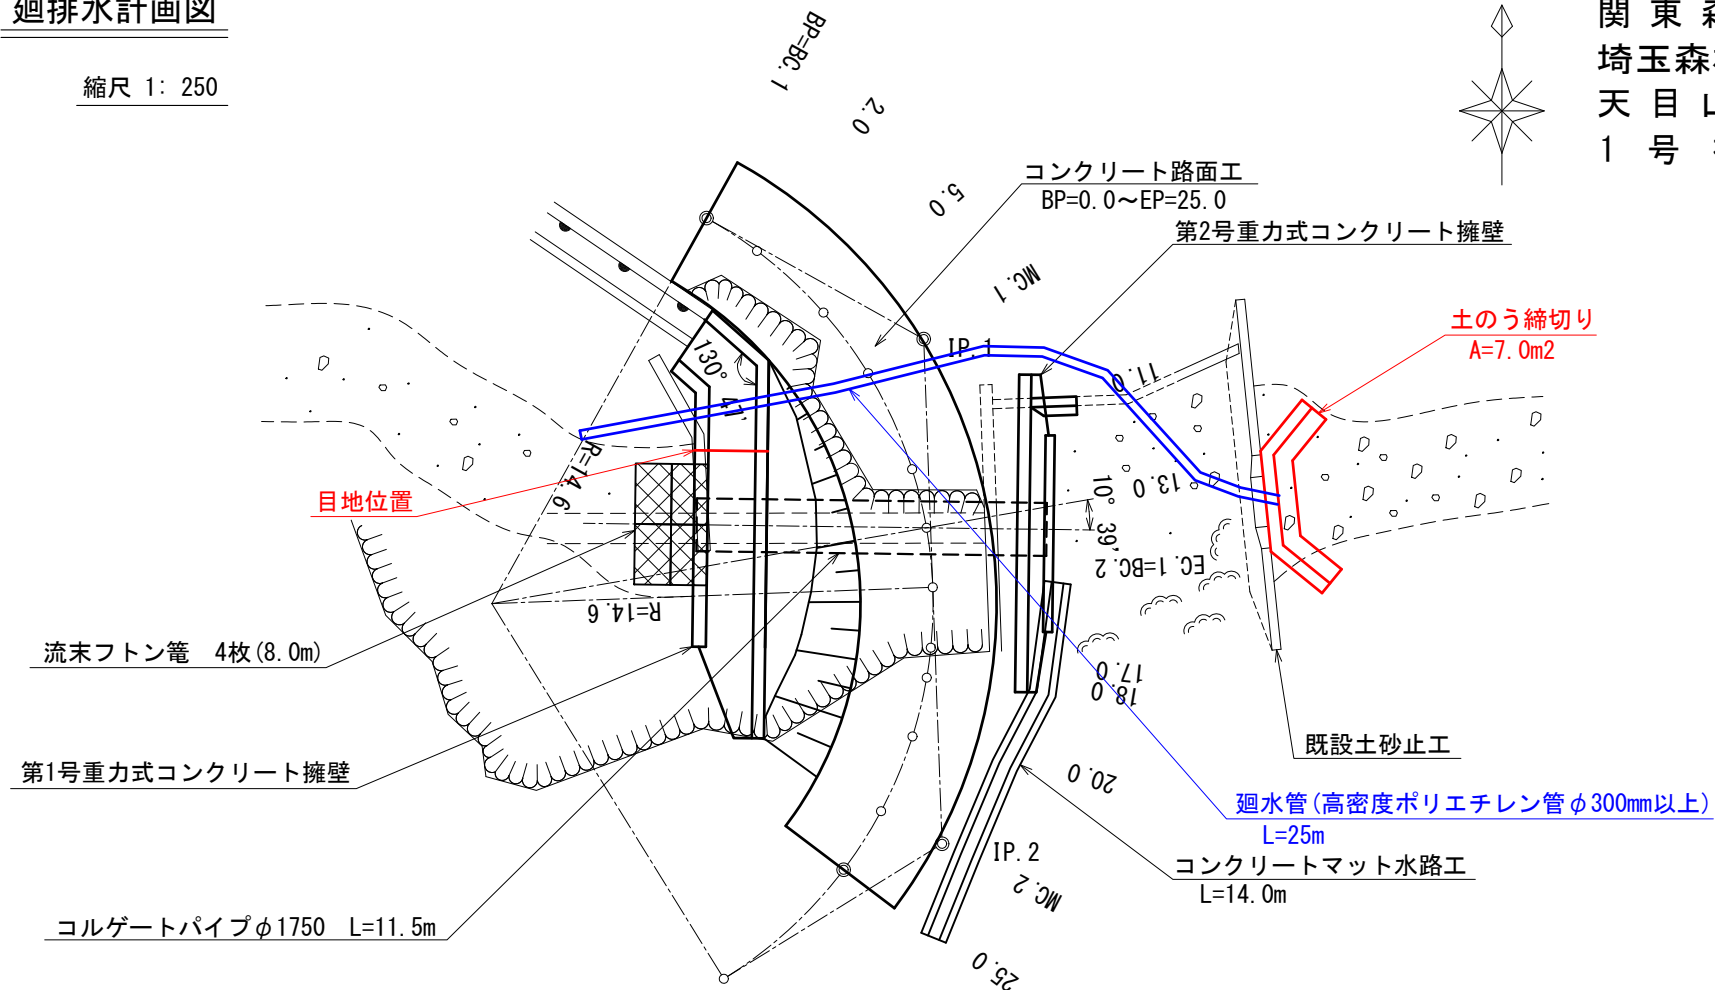 廻排水計画図
縮尺 1: 250
関 東 森
埼玉森
天 目 山
1 号
BP=BC.1
2.0
5.0
MC.1
IP.1
コンクリート路面工
BP=0.0～EP=25.0
第2号重力式コンクリート擁壁
土のう締切り
A=7.0m2
11.0
130°
47'
R=14.6
目地位置
13.0
10° 39'
EC.1=BC.2
R=14.6
流末フトン篭 4枚(8.0m)
17.0
18.0
既設土砂止工
第1号重力式コンクリート擁壁
20.0
廻水管(高密度ポリエチレン管φ300mm以上)
L=25m
IP.2
MC.2
コンクリートマット水路工
L=14.0m
コルゲートパイプφ1750 L=11.5m
25.0